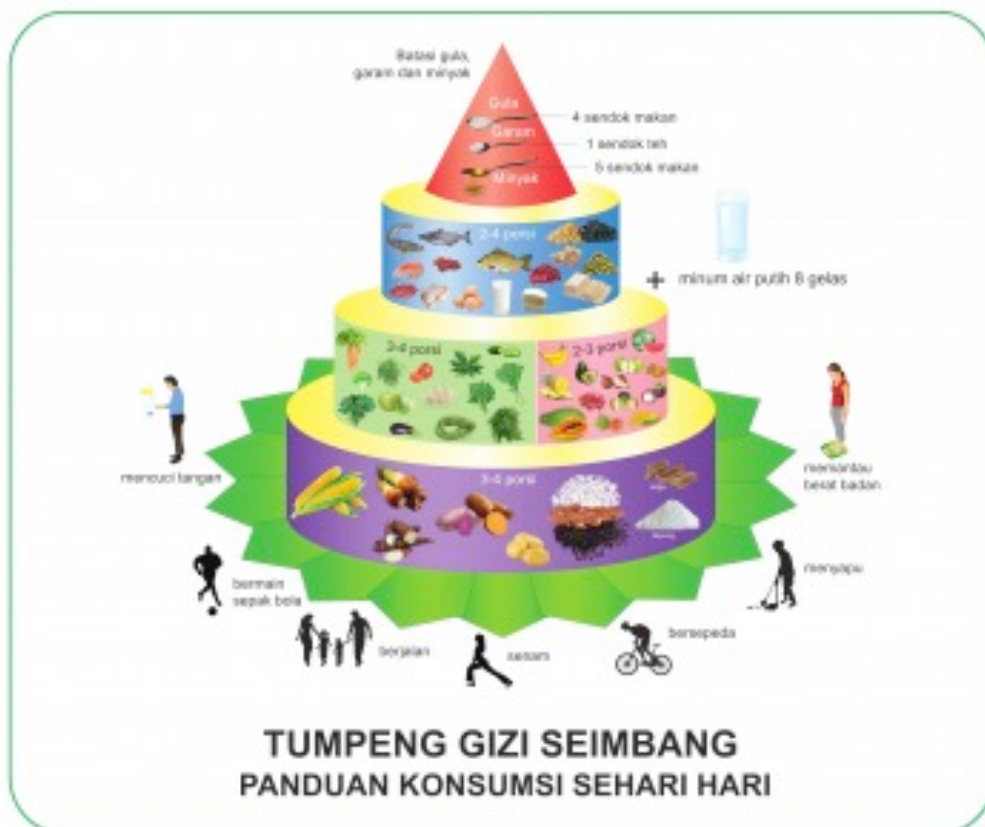 Batasi gula,
garam dan minyak
Gula
4 sendok makan
Garam
1 sendok teh
5 sendok makan
Minyak
2-4 porsi
+ minum air putih 8 gelas
3-4 porsi
2-3 porsi
mencuci tangan
memantau
berat badan
3-4 porsi
bermain
sepak bola
menyapu
berjalan
senam
bersepeda
TUMPENG GIZI SEIMBANG
PANDUAN KONSUMSI SEHARI HARI